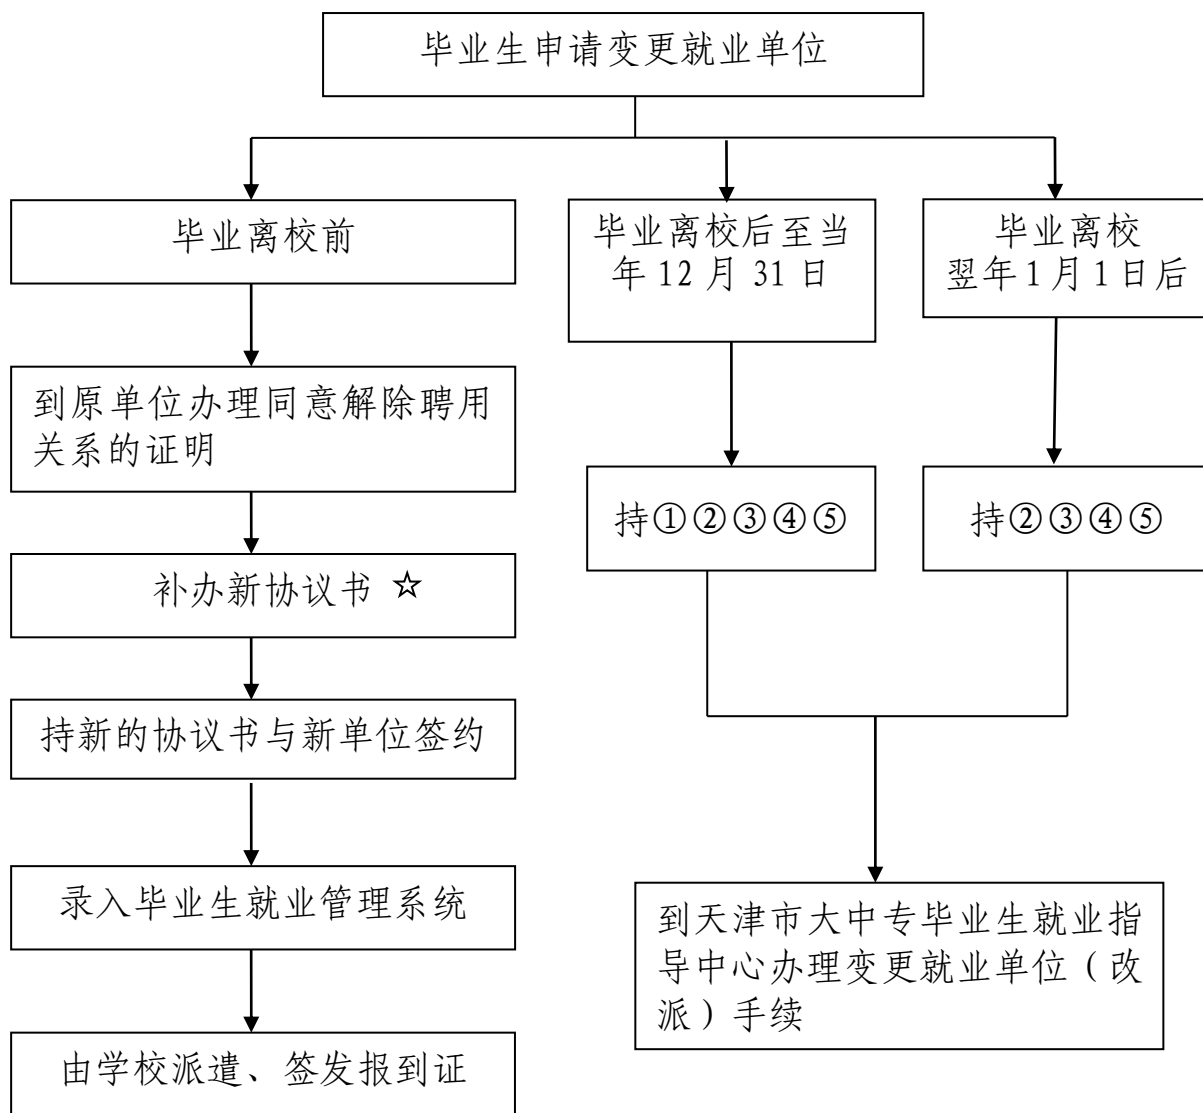 毕业生申请变更就业单位
毕业离校前
毕业离校后至当
年 12 月 31 日
毕业离校
翌年 1 月 1 日后
到原单位办理同意解除聘用
关系的证明
持①②③④⑤
持②③④⑤
补办新协议书 ☆
持新的协议书与新单位签约
录入毕业生就业管理系统
到天津市大中专毕业生就业指
导中心办理变更就业单位（改
派）手续
由学校派遣、签发报到证